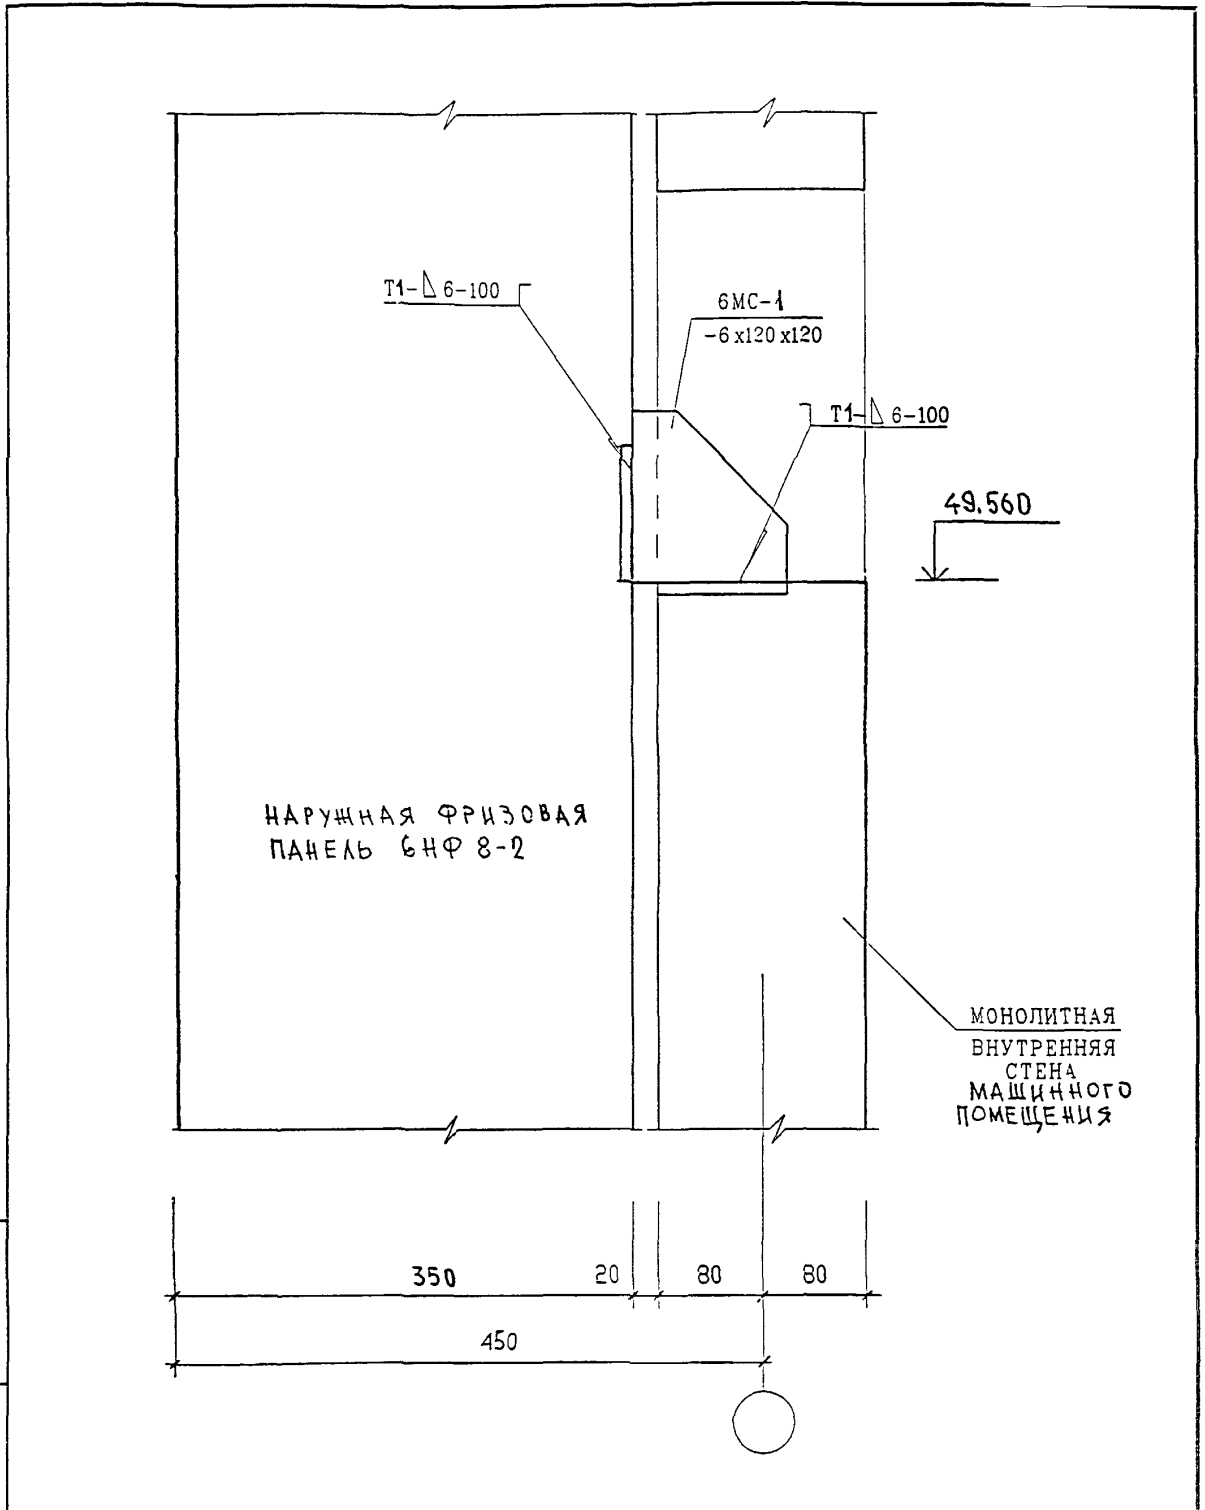 Т1-⊿ 6-100
6МС-1
-6х120х120
Т1-⊿ 6-100
49.560
НАРУЖНАЯ ФРИЗОВАЯ
ПАНЕЛЬ 6НФ 8-2
МОНОЛИТНАЯ
ВНУТРЕННЯЯ
СТЕНА
МАШИННОГО
ПОМЕЩЕНИЯ
350 20 80 80
450